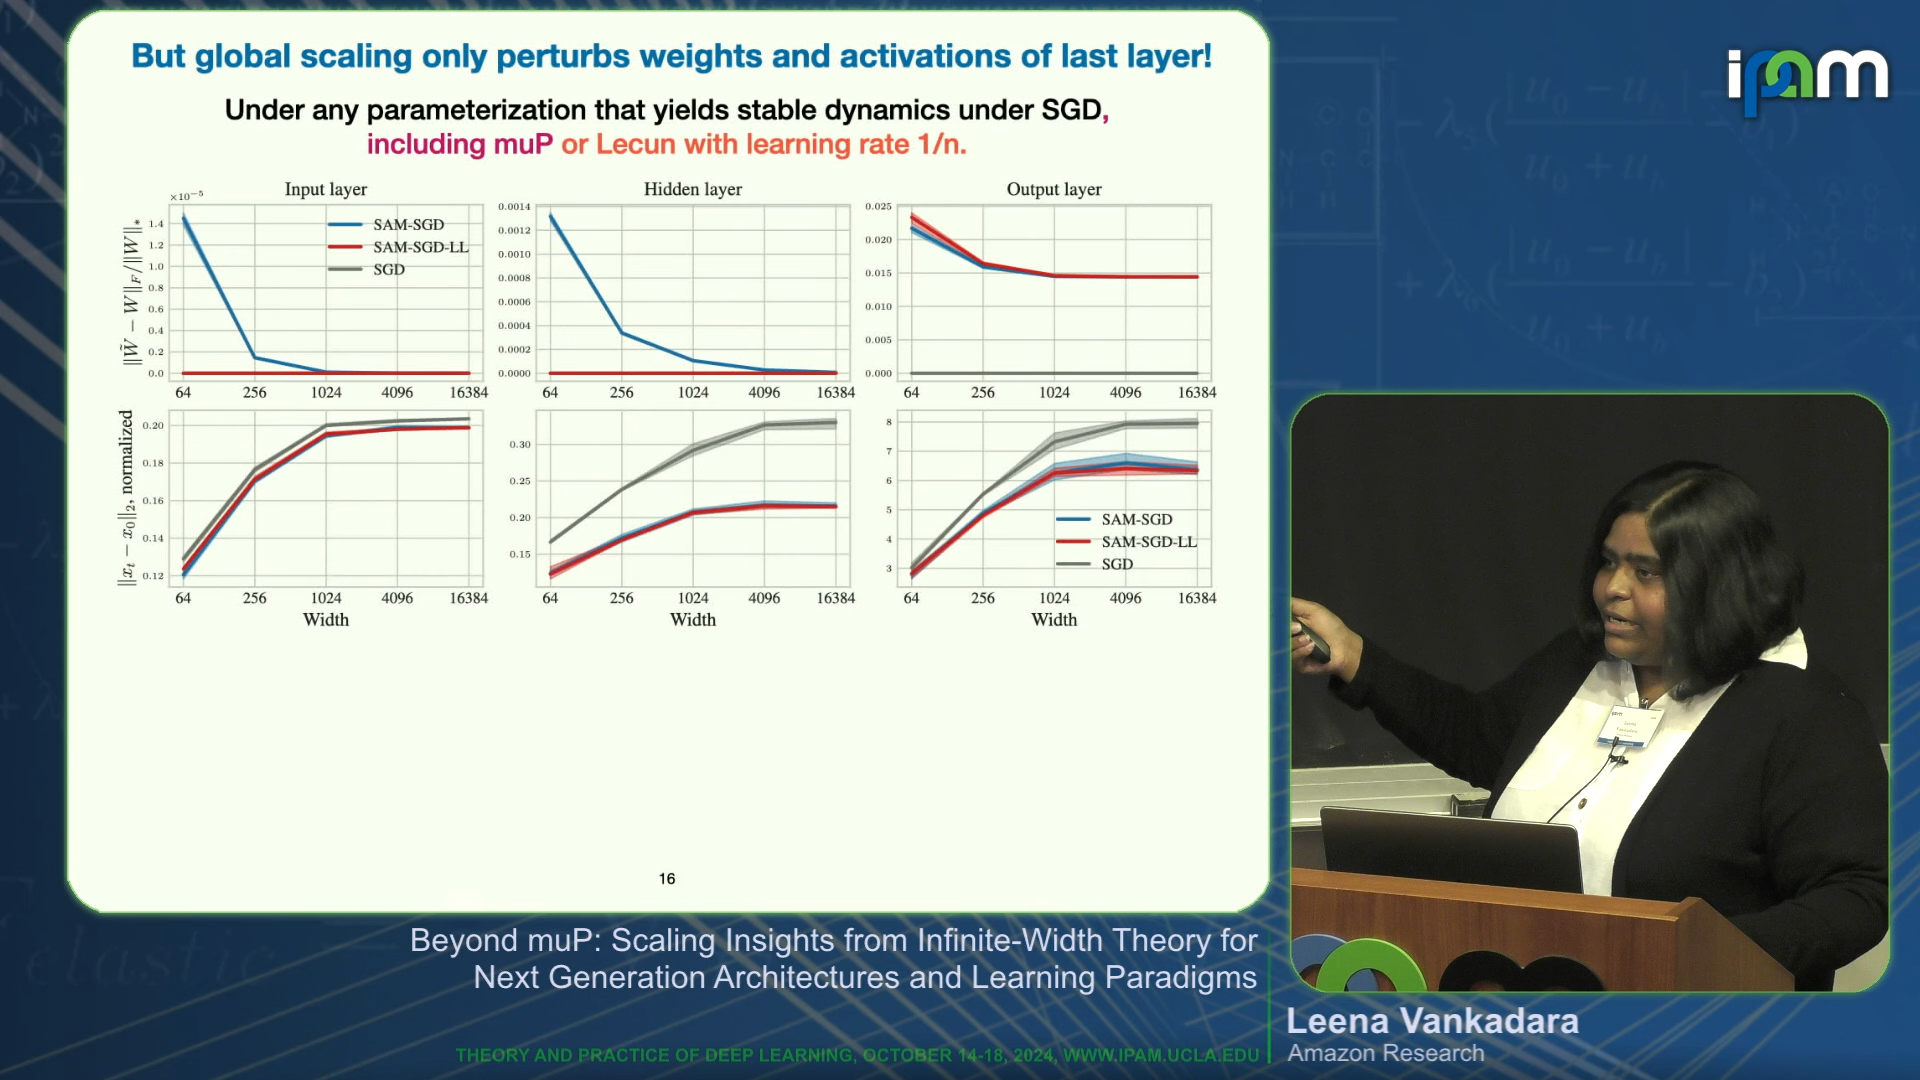 But global scaling only perturbs weights and activations of last layer!
Under any parameterization that yields stable dynamics under SGD,
including muP or Lecun with learning rate 1/n.
Input layer
Hidden layer
Output layer
×10⁻⁵
||W̃ − W||_F/||W||_*
1.4
1.2
1.0
0.8
0.6
0.4
0.2
0.0
SAM-SGD
SAM-SGD-LL
SGD
64 256 1024 4096 16384
0.0014
0.0012
0.0010
0.0008
0.0006
0.0004
0.0002
0.0000
64 256 1024 4096 16384
0.025
0.020
0.015
0.010
0.005
0.000
64 256 1024 4096 16384
||x_t − x_0||_2, normalized
0.20
0.18
0.16
0.14
0.12
64 256 1024 4096 16384
Width
0.30
0.25
0.20
0.15
64 256 1024 4096 16384
Width
8
7
6
5
4
3
SAM-SGD
SAM-SGD-LL
SGD
64 256 1024 4096 16384
Width
16
ipam
Beyond muP: Scaling Insights from Infinite-Width Theory for
Next Generation Architectures and Learning Paradigms
THEORY AND PRACTICE OF DEEP LEARNING, OCTOBER 14-18, 2024, WWW.IPAM.UCLA.EDU
Leena Vankadara
Amazon Research